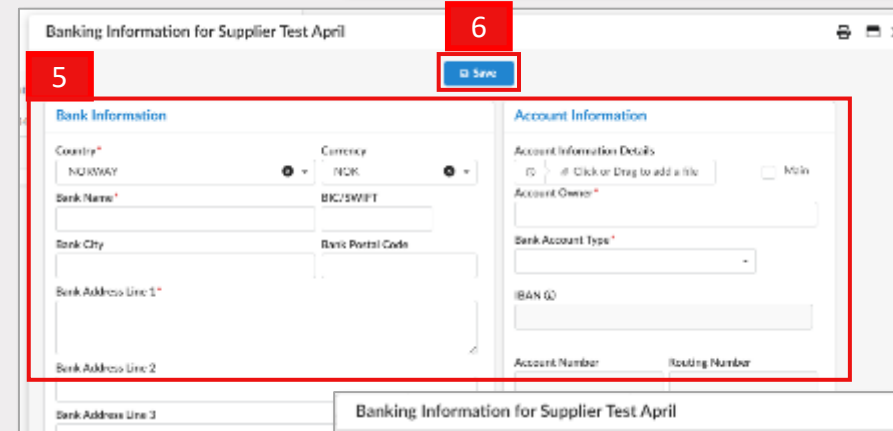 Banking Information for Supplier Test April
6
Save
5
Bank Information
Country*
Currency
NORWAY
NOK
Bank Name*
BIC/SWIFT
Bank City
Bank Postal Code
Bank Address Line 1*
Bank Address Line 2
Bank Address Line 3
Account Information
Account Information Details
Click or Drag to add a file
Main
Account Owner*
Bank Account Type*
IBAN
Account Number
Routing Number
Banking Information for Supplier Test April